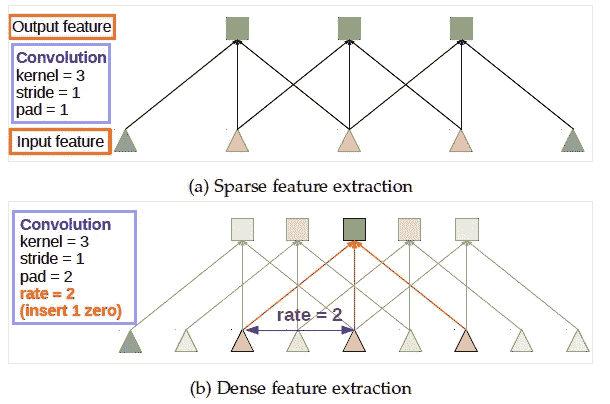 Output feature
Convolution
kernel = 3
stride = 1
pad = 1
Input feature
(a) Sparse feature extraction
Convolution
kernel = 3
stride = 1
pad = 2
rate = 2
(insert 1 zero)
rate = 2
(b) Dense feature extraction